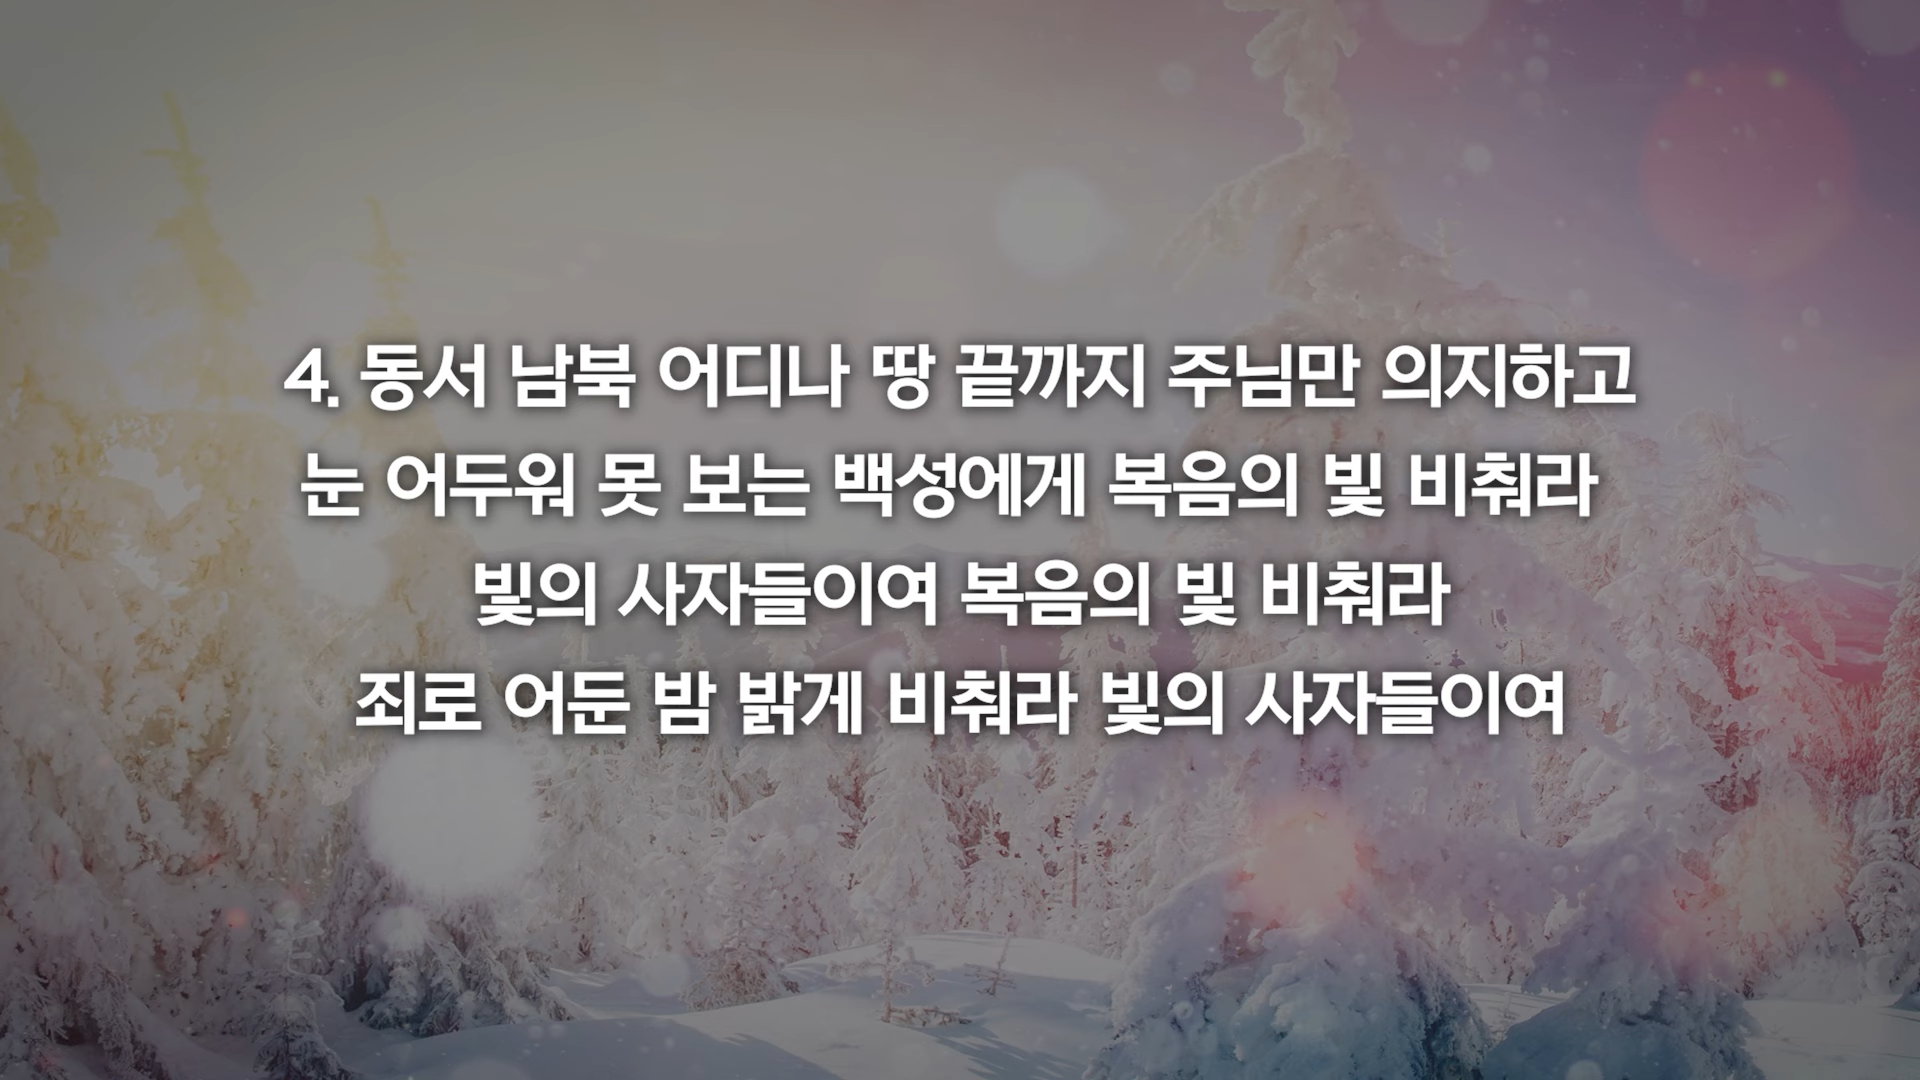 4. 동서 남북 어디나 땅 끝까지 주님만 의지하고
눈 어두워 못 보는 백성에게 복음의 빛 비춰라
빛의 사자들이여 복음의 빛 비춰라
죄로 어둔 밤 밝게 비춰라 빛의 사자들이여